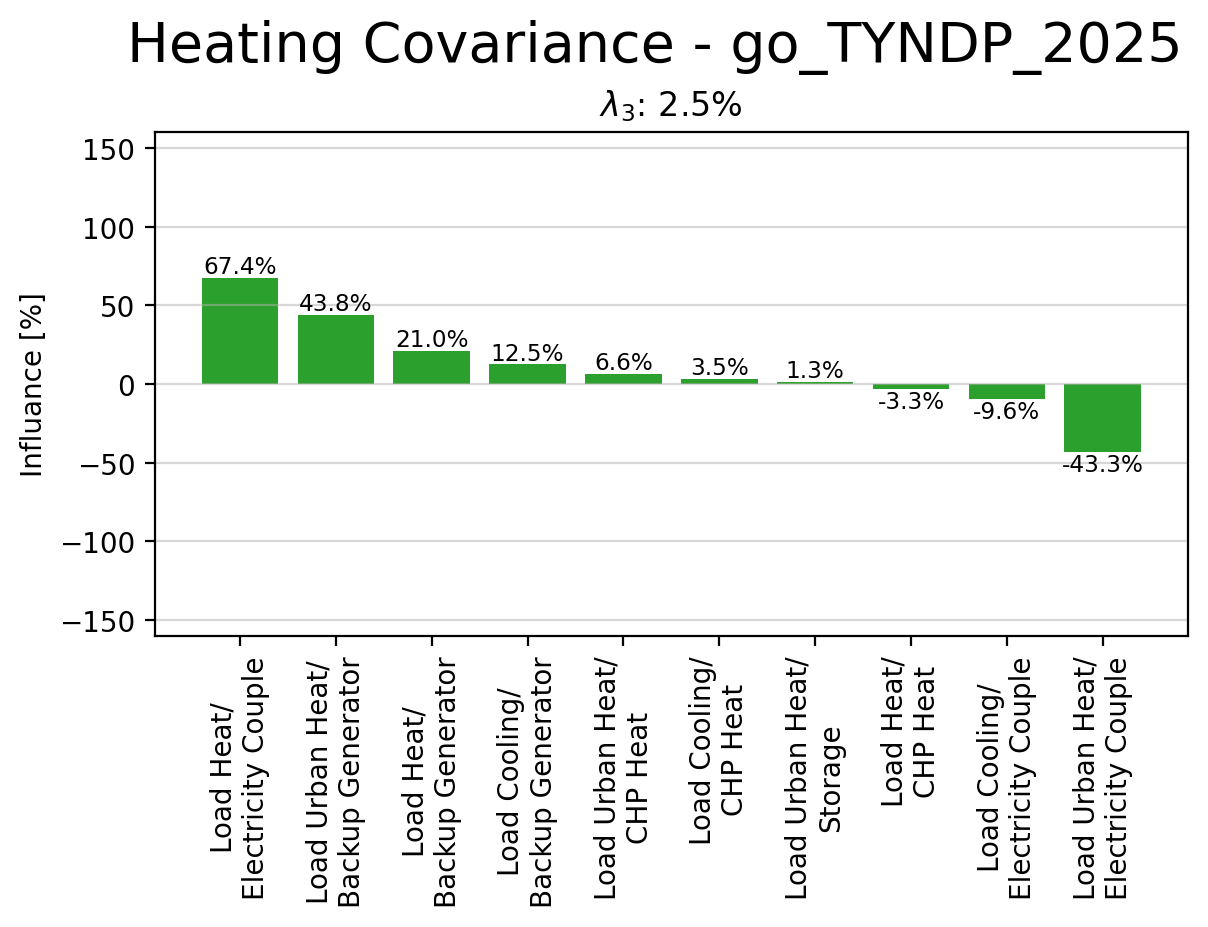 Heating Covariance - go_TYNDP_2025
λ₃: 2.5%
Influance [%]
150
100
50
0
−50
−100
−150
67.4%
43.8%
21.0%
12.5%
6.6%
3.5%
1.3%
-3.3%
-9.6%
-43.3%
Load Heat/
Electricity Couple
Load Urban Heat/
Backup Generator
Load Heat/
Backup Generator
Load Cooling/
Backup Generator
Load Urban Heat/
CHP Heat
Load Cooling/
CHP Heat
Load Urban Heat/
Storage
Load Heat/
CHP Heat
Load Cooling/
Electricity Couple
Load Urban Heat/
Electricity Couple